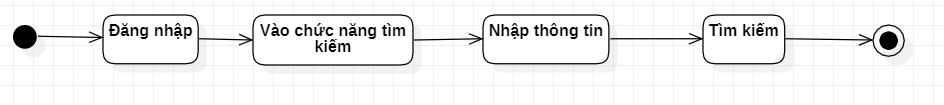 Đăng nhập
Vào chức năng tìm
kiếm
Nhập thông tin
Tìm kiếm